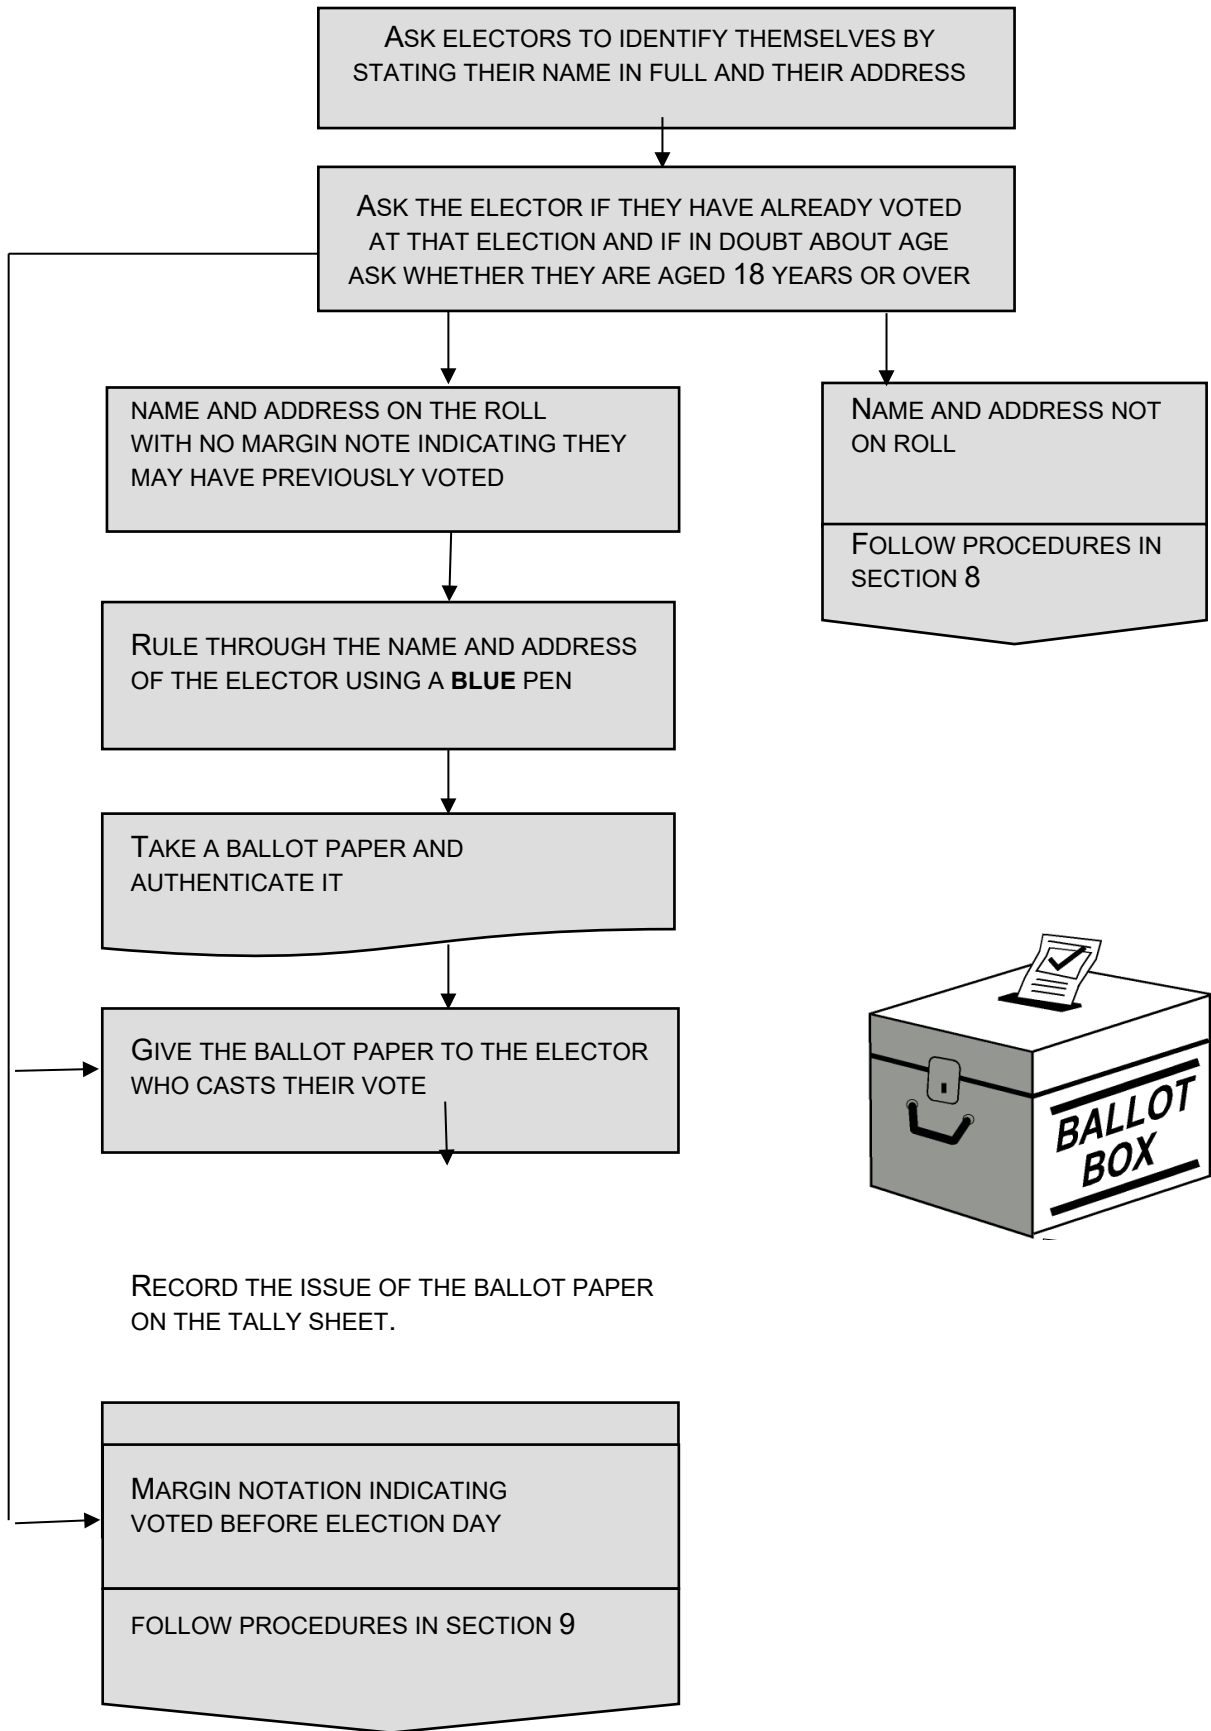 ASK ELECTORS TO IDENTIFY THEMSELVES BY
STATING THEIR NAME IN FULL AND THEIR ADDRESS
ASK THE ELECTOR IF THEY HAVE ALREADY VOTED
AT THAT ELECTION AND IF IN DOUBT ABOUT AGE
ASK WHETHER THEY ARE AGED 18 YEARS OR OVER
NAME AND ADDRESS ON THE ROLL
WITH NO MARGIN NOTE INDICATING THEY
MAY HAVE PREVIOUSLY VOTED
NAME AND ADDRESS NOT
ON ROLL
FOLLOW PROCEDURES IN
SECTION 8
RULE THROUGH THE NAME AND ADDRESS
OF THE ELECTOR USING A BLUE PEN
TAKE A BALLOT PAPER AND
AUTHENTICATE IT
GIVE THE BALLOT PAPER TO THE ELECTOR
WHO CASTS THEIR VOTE
BALLOT
BOX
RECORD THE ISSUE OF THE BALLOT PAPER
ON THE TALLY SHEET.
MARGIN NOTATION INDICATING
VOTED BEFORE ELECTION DAY
FOLLOW PROCEDURES IN SECTION 9